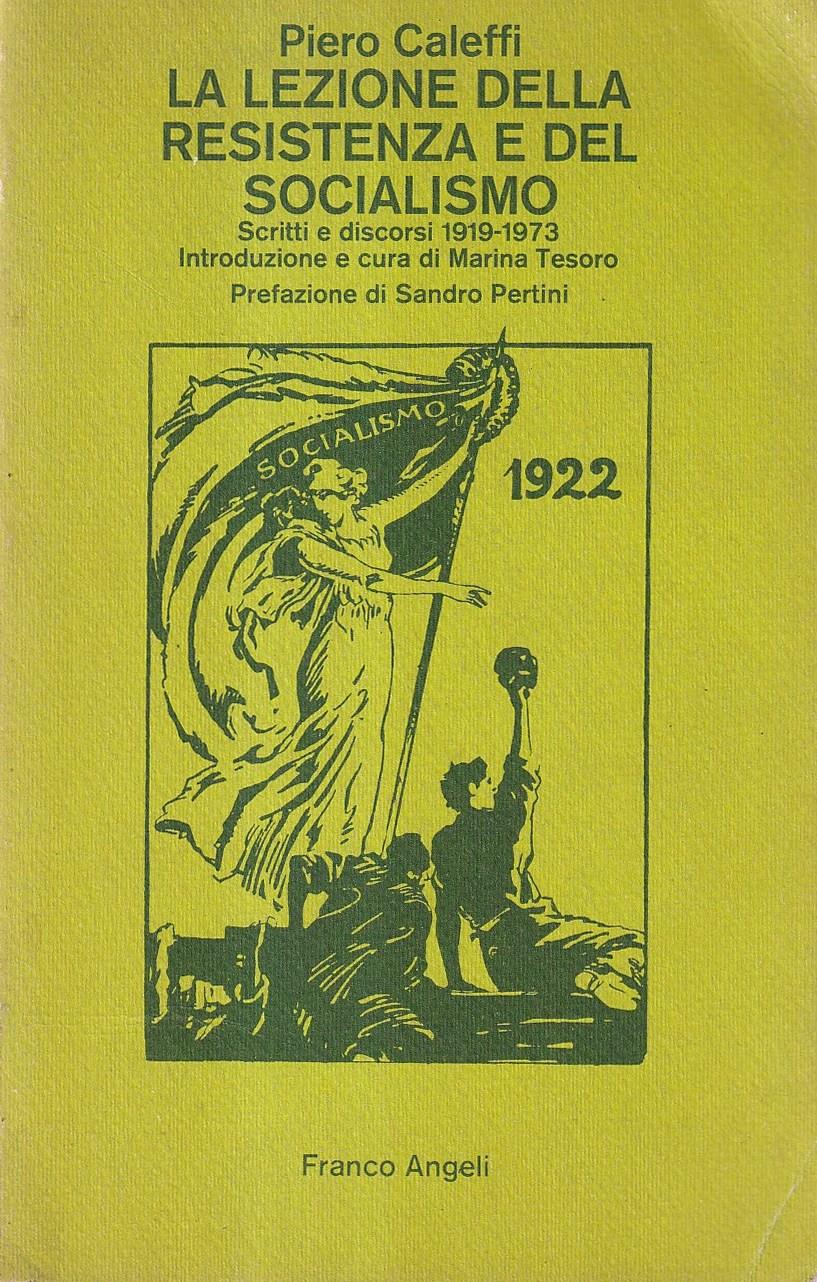 Piero Caleffi
LA LEZIONE DELLA
RESISTENZA E DEL
SOCIALISMO
Scritti e discorsi 1919-1973
Introduzione e cura di Marina Tesoro
Prefazione di Sandro Pertini
SOCIALISMO
1922
Franco Angeli